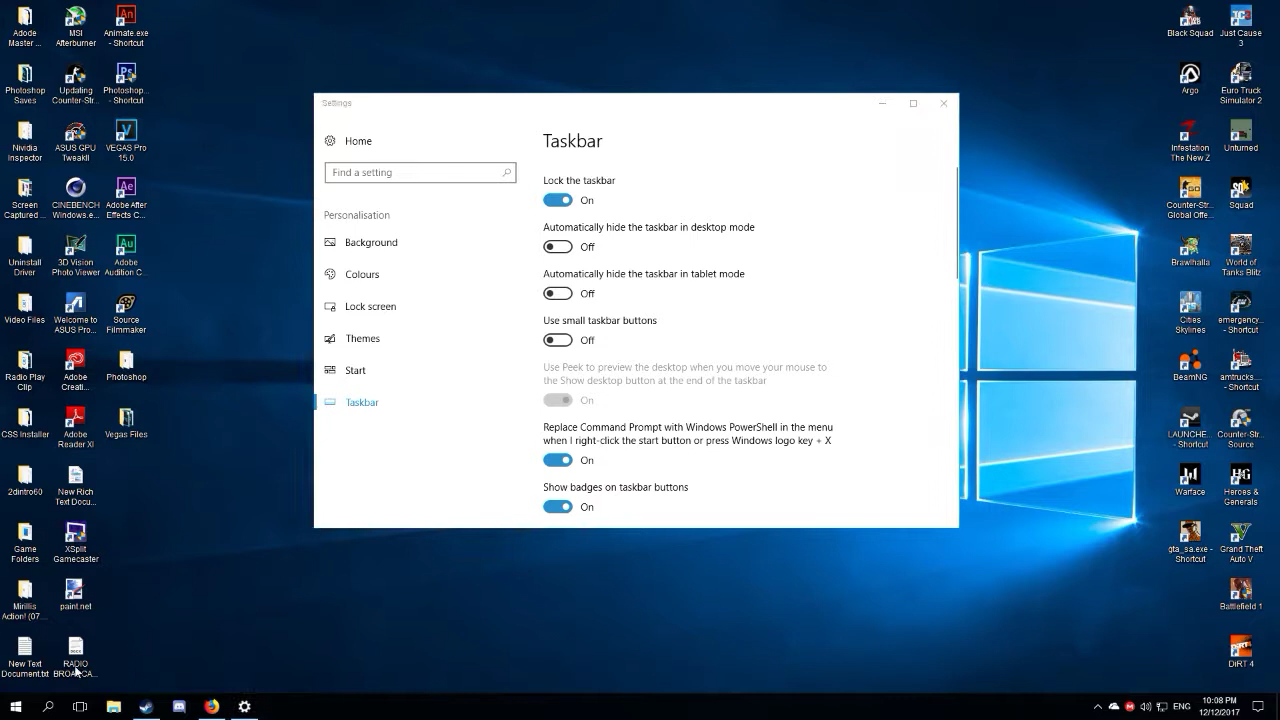 Adobe
Master ...
MSI
Afterburner
Animate.exe
- Shortcut
Photoshop
Saves
Updating
Counter-Str...
Photoshop...
- Shortcut
Nividia
Inspector
ASUS GPU
TweakII
VEGAS Pro
15.0
Screen
Captured ...
CINEBENCH
Windows.e...
Adobe After
Effects C...
Uninstall
Driver
3D Vision
Photo Viewer
Adobe
Audition C...
Video Files
Welcome to
ASUS Pro...
Source
Filmmaker
Radio Play
Clip
Adobe
Creati...
Photoshop
CSS Installer
Adobe
Reader XI
Vegas Files
2dintro60
New Rich
Text Docu...
Game
Folders
XSplit
Gamecaster
Mirillis
Action! (07...
paint.net
New Text
Document.txt
RADIO
Settings
Home
Find a setting
Personalisation
Background
Colours
Lock screen
Themes
Start
Taskbar
Taskbar
Lock the taskbar
On
Automatically hide the taskbar in desktop mode
Off
Automatically hide the taskbar in tablet mode
Off
Use small taskbar buttons
Off
Use Peek to preview the desktop when you move your mouse to
the Show desktop button at the end of the taskbar
On
Replace Command Prompt with Windows PowerShell in the menu
when I right-click the start button or press Windows logo key + X
On
Show badges on taskbar buttons
On
Black Squad
Just Cause
3
Argo
Euro Truck
Simulator 2
Infestation
The New Z
Unturned
Counter-Str...
Global Offe...
Squad
Brawlhalla
World of
Tanks Blitz
Cities
Skylines
emergency...
- Shortcut
BeamNG
amtrucks....
- Shortcut
LAUNCHE...
- Shortcut
Counter-Str...
Source
Warface
Heroes &
Generals
gta_sa.exe -
Shortcut
Grand Theft
Auto V
Battlefield 1
DiRT 4
ENG
10:08 PM
12/12/2017